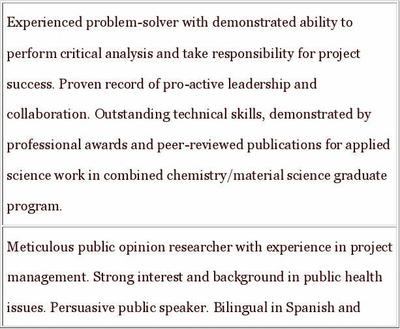 Experienced problem-solver with demonstrated ability to
perform critical analysis and take responsibility for project
success. Proven record of pro-active leadership and
collaboration. Outstanding technical skills, demonstrated by
professional awards and peer-reviewed publications for applied
science work in combined chemistry/material science graduate
program.
Meticulous public opinion researcher with experience in project
management. Strong interest and background in public health
issues. Persuasive public speaker. Bilingual in Spanish and